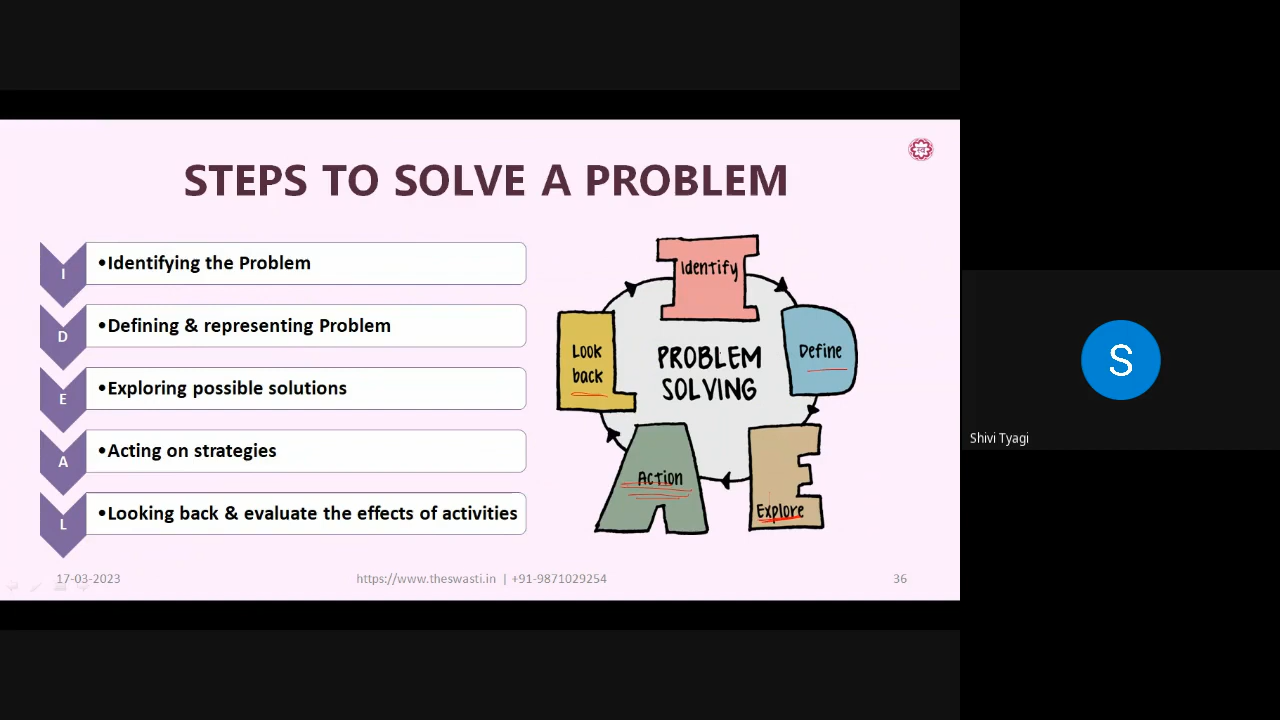 STEPS TO SOLVE A PROBLEM
I
•Identifying the Problem
D
•Defining & representing Problem
E
•Exploring possible solutions
A
•Acting on strategies
L
•Looking back & evaluate the effects of activities
Identify
Define
Explore
Action
Look
back
PROBLEM
SOLVING
17-03-2023
https://www.theswasti.in | +91-9871029254
36
S
Shivi Tyagi